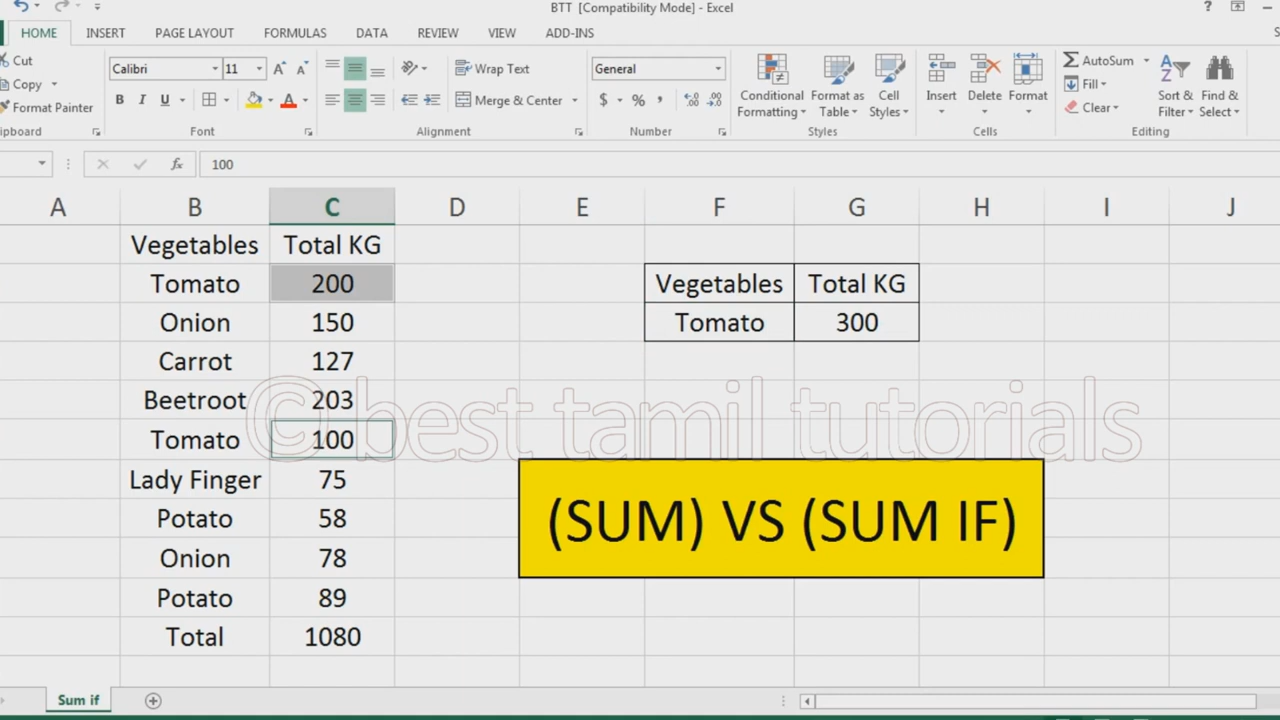 BTT [Compatibility Mode] - Excel
?
HOME INSERT PAGE LAYOUT FORMULAS DATA REVIEW VIEW ADD-INS
Cut
Copy
Format Painter
Calibri 11
B I U
Wrap Text
Merge & Center
General
$ % ,
Conditional Formatting
Format as Table
Cell Styles
Insert Delete Format
AutoSum
Fill
Clear
Sort & Filter
Find & Select
lipboard Font Alignment Number Styles Cells Editing
fx 100
A B C D E F G H I J
Vegetables Total KG
Tomato 200 Vegetables Total KG
Onion 150 Tomato 300
Carrot 127
Beetroot 203
© best tamil tutorials
Tomato 100
Lady Finger 75
(SUM) VS (SUM IF)
Potato 58
Onion 78
Potato 89
Total 1080
Sum if